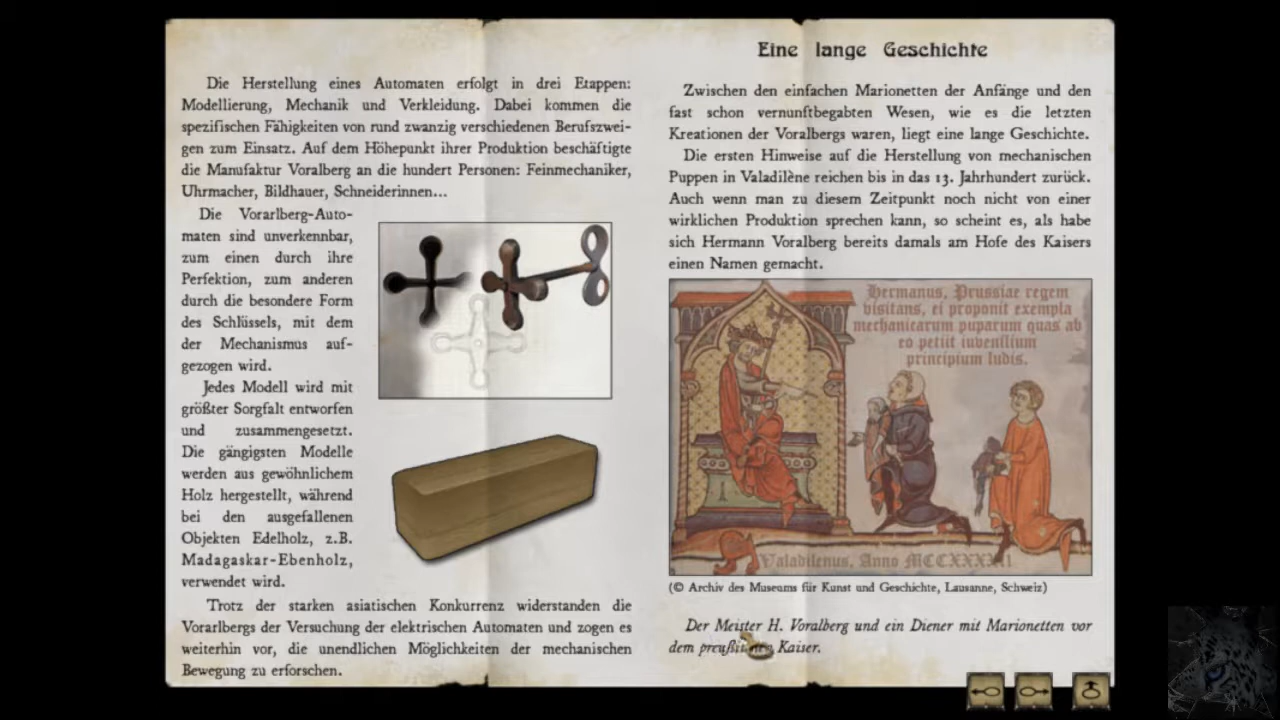 Die Herstellung eines Automaten erfolgt in drei Etappen:
Modellierung, Mechanik und Verkleidung. Dabei kommen die
spezifischen Fähigkeiten von rund zwanzig verschiedenen Berufszwei-
gen zum Einsatz. Auf dem Höhepunkt ihrer Produktion beschäftigte
die Manufaktur Voralberg an die hundert Personen: Feinmechaniker,
Uhrmacher, Bildhauer, Schneiderinnen...
Die Vorarlberg-Auto-
maten sind unverkennbar,
zum einen durch ihre
Perfektion, zum anderen
durch die besondere Form
des Schlüssels, mit dem
der Mechanismus auf-
gezogen wird.
Jedes Modell wird mit
größter Sorgfalt entworfen
und zusammengesetzt.
Die gängigsten Modelle
werden aus gewöhnlichem
Holz hergestellt, während
bei den ausgefallenen
Objekten Edelholz, z.B.
Madagaskar-Ebenholz,
verwendet wird.
Trotz der starken asiatischen Konkurrenz widerstanden die
Vorarlbergs der Versuchung der elektrischen Automaten und zogen es
weiterhin vor, die unendlichen Möglichkeiten der mechanischen
Bewegung zu erforschen.
Eine lange Geschichte
Zwischen den einfachen Marionetten der Anfänge und den
fast schon vernunftbegabten Wesen, wie es die letzten
Kreationen der Voralbergs waren, liegt eine lange Geschichte.
Die ersten Hinweise auf die Herstellung von mechanischen
Puppen in Valadilène reichen bis in das 13. Jahrhundert zurück.
Auch wenn man zu diesem Zeitpunkt noch nicht von einer
wirklichen Produktion sprechen kann, so scheint es, als habe
sich Hermann Voralberg bereits damals am Hofe des Kaisers
einen Namen gemacht.
Hermanus, Prussiae regem
visitans, ei proponit exempla
mechanicarum puparum quas ab
eo petiit iuvenilium
principium ludis.
Valadilenus, Anno
(© Archiv des Museums für Kunst und Geschichte, Lausanne, Schweiz)
Der Meister H. Voralberg und ein Diener mit Marionetten vor
dem Kaiser.